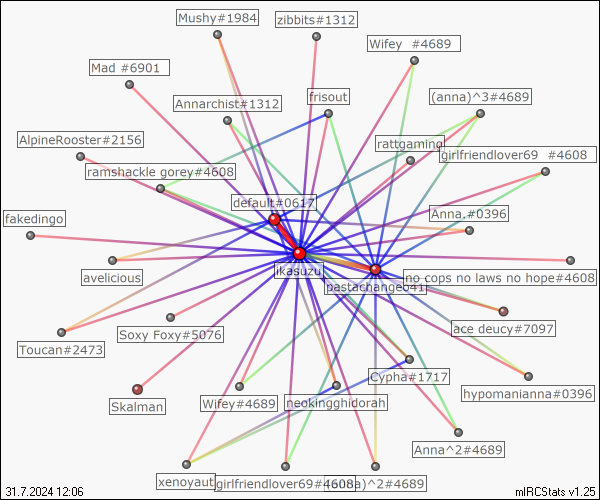 Mushy#1984
zibbits#1312
Wifey #4689
Mad #6901
Annarchist#1312
frisout
(anna)^3#4689
AlpineRooster#2156
rattgaming
girlfriendlover69 #4608
ramshackle gorey#4608
default#0617
Anna,#0396
fakedingo
ikasuzu
avelicious
no cops no laws no hope#4608
Soxy Foxy#5076
ace deucy#7097
Toucan#2473
Cypha#1717
hypomanianna#0396
Skalman
Wifey#4689
neokingghidorah
Anna^2#4689
xenoyaut
girlfriendlover69#4608
)^2#4689
31.7.2024 12:06
mIRCStats v1.25